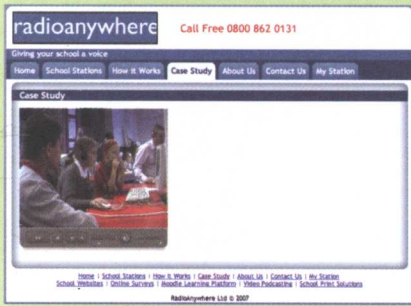 radioanywhere
Call Free 0800 862 0131
Giving your school a voice
Home School Stations How it Works Case Study About Us Contact Us My Station
Case Study
Home | School Stations | How it Works | Case Study | About Us | Contact Us | My Station
School Websites | Online Surveys | Moodle Learning Platform | Video Podcasting | School Print Solutions
RadioAnywhere Ltd © 2007